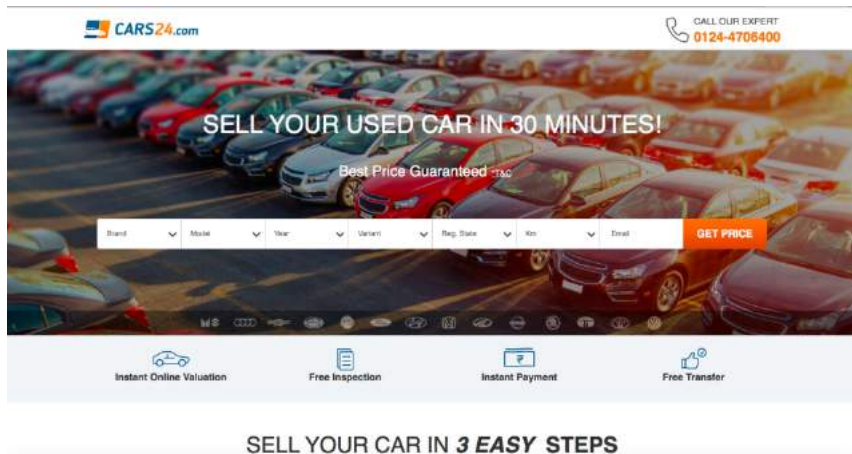 CARS24.com
CALL OUR EXPERT
0124-4706400
SELL YOUR USED CAR IN 30 MINUTES!
Best Price Guaranteed *T&C
Brand Model Year Variant Reg. State Km Email GET PRICE
Instant Online Valuation Free Inspection Instant Payment Free Transfer
SELL YOUR CAR IN 3 EASY STEPS